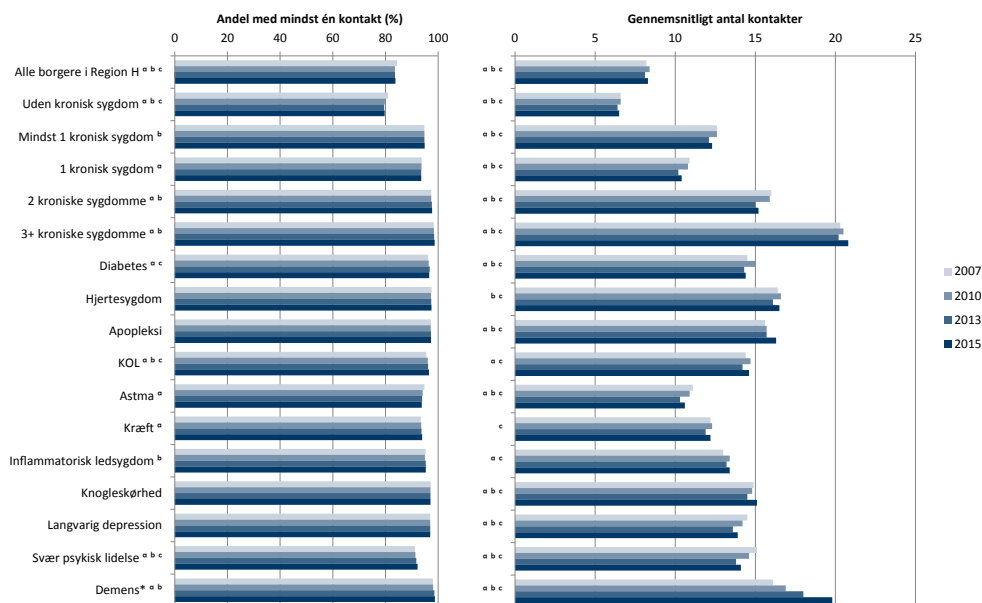 Andel med mindst én kontakt (%)
0 20 40 60 80 100
Gennemsnitligt antal kontakter
0 5 10 15 20 25
Alle borgere i Region H ᵃ ᵇ ᶜ
ᵃ ᵇ ᶜ
Uden kronisk sygdom ᵃ ᵇ ᶜ
ᵃ ᵇ ᶜ
Mindst 1 kronisk sygdom ᵇ
ᵃ ᵇ ᶜ
1 kronisk sygdom ᵃ
ᵃ ᵇ ᶜ
2 kroniske sygdomme ᵃ ᵇ
ᵃ ᵇ ᶜ
3+ kroniske sygdomme ᵃ ᵇ
ᵃ ᵇ ᶜ
Diabetes ᵃ ᶜ
ᵃ ᵇ ᶜ
Hjertesygdom
ᵇ ᶜ
Apopleksi
ᵃ ᵇ ᶜ
KOL ᵃ ᵇ ᶜ
ᵃ ᶜ
Astma ᵃ
ᵃ ᵇ ᶜ
Kræft ᵃ
ᶜ
Inflammatorisk ledsygdom ᵇ
ᵃ ᶜ
Knogleskørhed
ᵃ ᵇ ᶜ
Langvarig depression
ᵃ ᵇ ᶜ
Svær psykisk lidelse ᵃ ᵇ ᶜ
ᵃ ᵇ ᶜ
Demens* ᵃ ᵇ
ᵃ ᵇ ᶜ
2007
2010
2013
2015